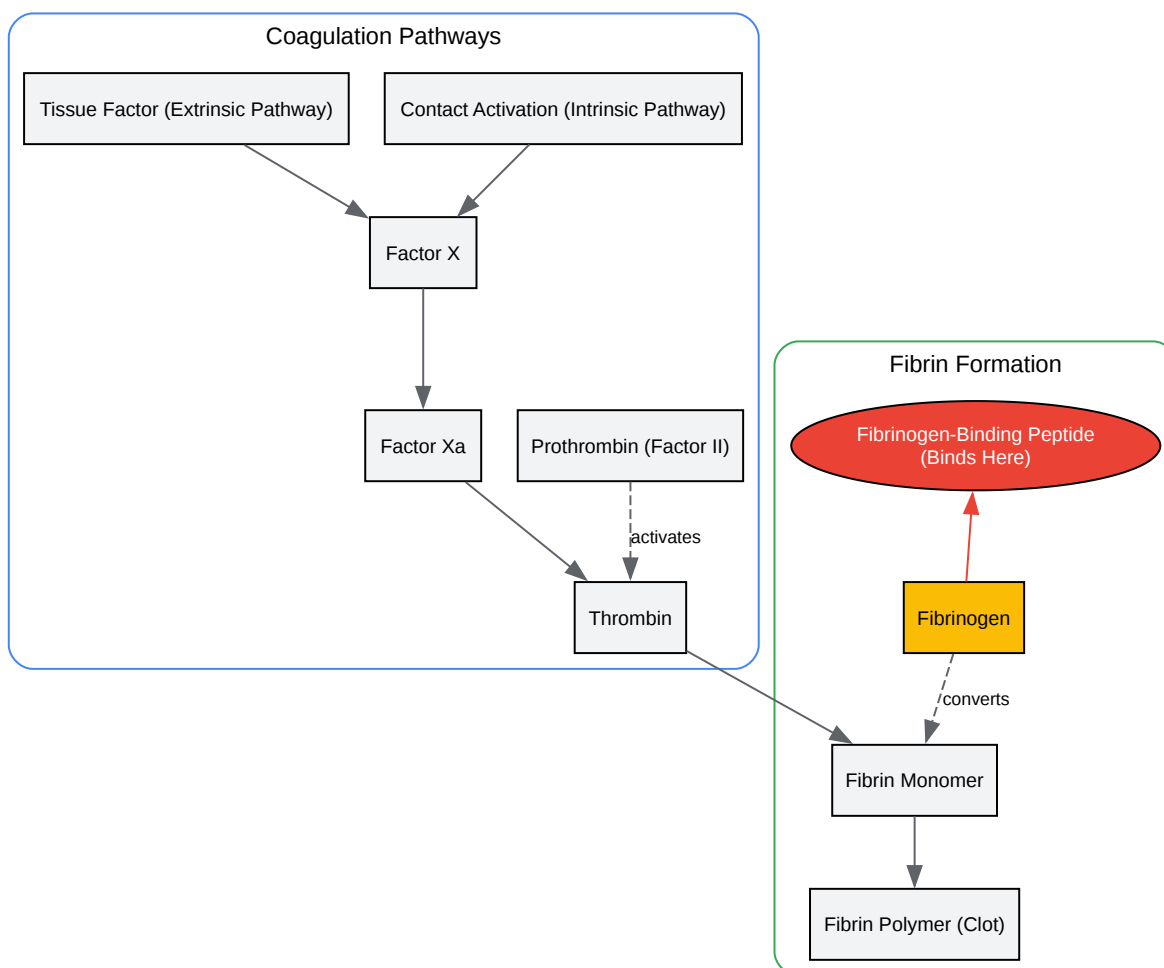 Coagulation Pathways
Tissue Factor (Extrinsic Pathway)
Contact Activation (Intrinsic Pathway)
Factor X
Fibrin Formation
Factor Xa
Prothrombin (Factor II)
Fibrinogen-Binding Peptide
(Binds Here)
activates
Thrombin
Fibrinogen
converts
Fibrin Monomer
Fibrin Polymer (Clot)